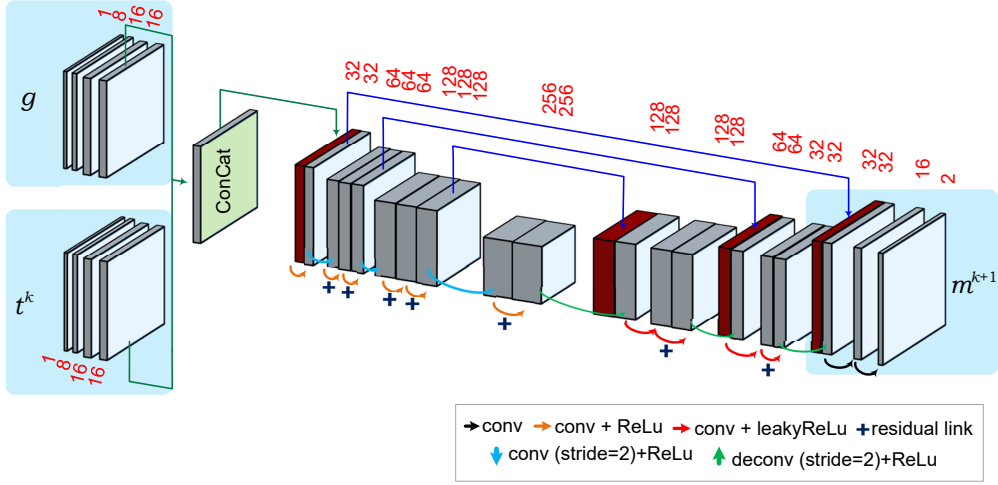 1 8 16 16
g
t^k
1 8 16 16
ConCat
32 32 64 64 64 128 128 128 256 256 128 128 128 128 64 64 32 32 32 32 16 2
m^{k+1}
+ + + + + + +
conv conv + ReLu conv + leakyReLu + residual link
conv (stride=2)+ReLu deconv (stride=2)+ReLu